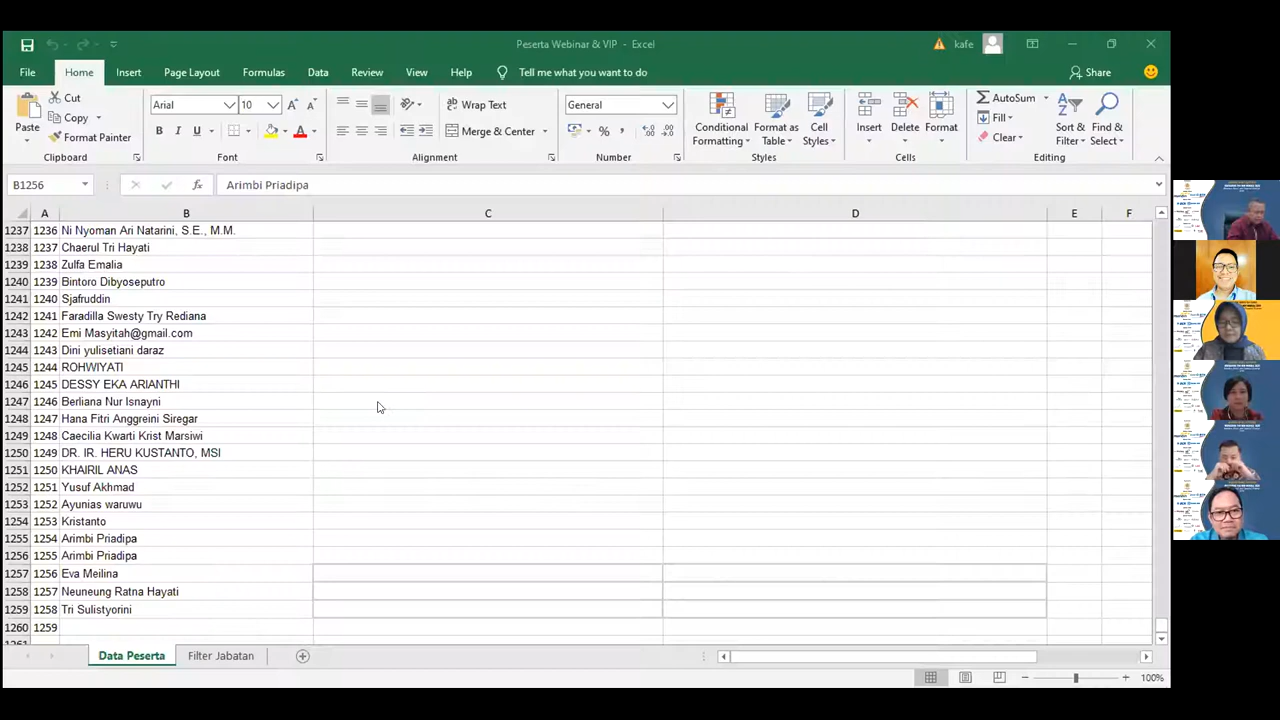 Peserta Webinar & VIP - Excel
kafe
File Home Insert Page Layout Formulas Data Review View Help Tell me what you want to do Share
Paste
Cut
Copy
Format Painter
Clipboard
Arial 10
B I U
Font
Wrap Text
Merge & Center
Alignment
General
Number
Conditional Formatting
Format as Table
Cell Styles
Styles
Insert Delete Format
Cells
AutoSum
Fill
Clear
Sort & Filter
Find & Select
Editing
B1256 fx Arimbi Priadipa
A B C D E F
1237 1236 Ni Nyoman Ari Natarini, S.E., M.M.
1238 1237 Chaerul Tri Hayati
1239 1238 Zulfa Emalia
1240 1239 Bintoro Dibyoseputro
1241 1240 Sjafruddin
1242 1241 Faradilla Swesty Try Rediana
1243 1242 Emi Masyitah@gmail.com
1244 1243 Dini yulisetiani daraz
1245 1244 ROHWIYATI
1246 1245 DESSY EKA ARIANTHI
1247 1246 Berliana Nur Isnayni
1248 1247 Hana Fitri Anggreini Siregar
1249 1248 Caecilia Kwarti Krist Marsiwi
1250 1249 DR. IR. HERU KUSTANTO, MSI
1251 1250 KHAIRIL ANAS
1252 1251 Yusuf Akhmad
1253 1252 Ayunias waruwu
1254 1253 Kristanto
1255 1254 Arimbi Priadipa
1256 1255 Arimbi Priadipa
1257 1256 Eva Meilina
1258 1257 Neuneung Ratna Hayati
1259 1258 Tri Sulistyorini
1260 1259
1261
Data Peserta Filter Jabatan
100%